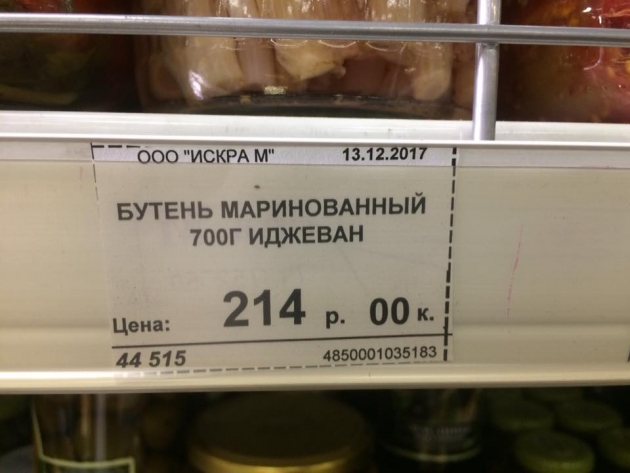 ООО "ИСКРА М" 13.12.2017
БУТЕНЬ МАРИНОВАННЫЙ
700Г ИДЖЕВАН
Цена: 214 р. 00 к.
44 515 4850001035183